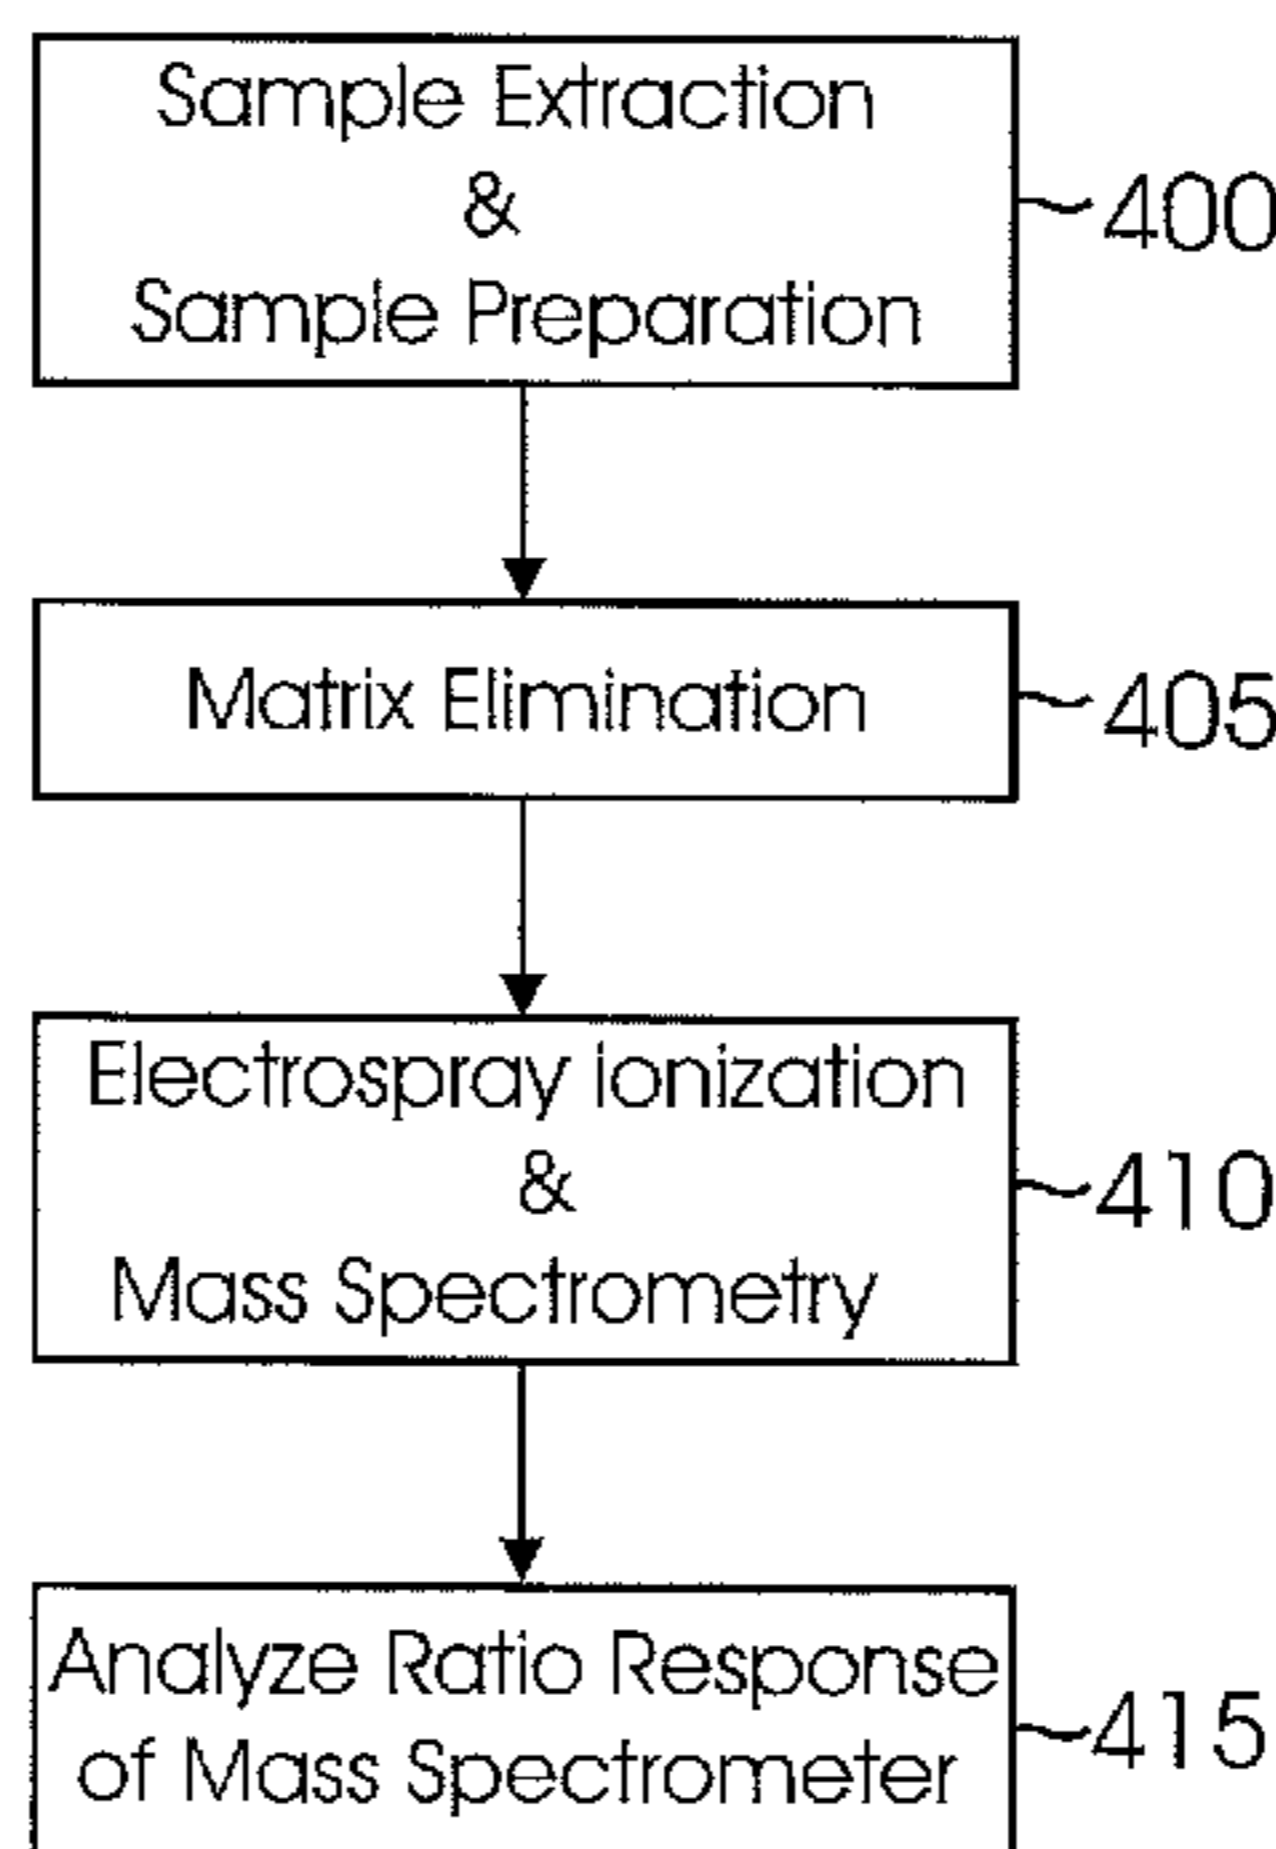 Sample Extraction
&
Sample Preparation
400
Matrix Elimination
405
Electrospray ionization
&
Mass Spectrometry
410
Analyze Ratio Response
of Mass Spectrometer
415